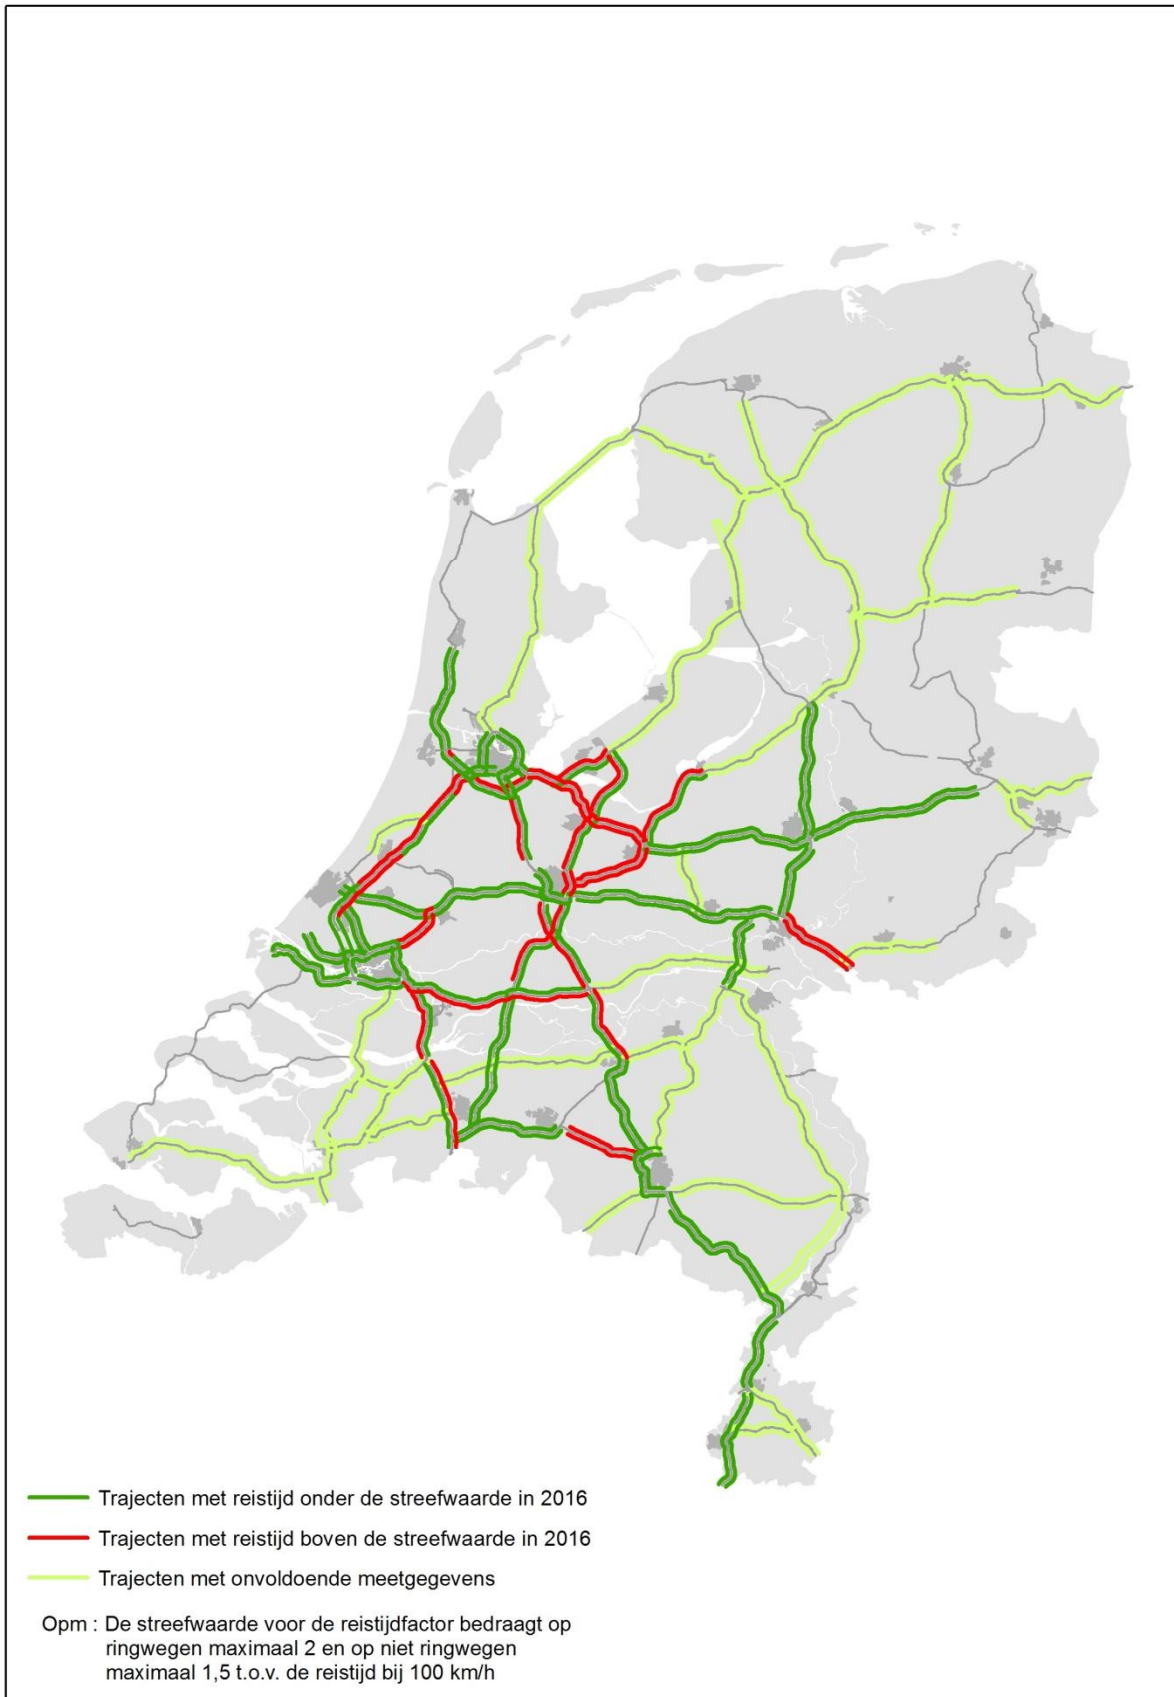 Trajecten met reistijd onder de streefwaarde in 2016
Trajecten met reistijd boven de streefwaarde in 2016
Trajecten met onvoldoende meetgegevens
Opm : De streefwaarde voor de reistijdfactor bedraagt op
ringwegen maximaal 2 en op niet ringwegen
maximaal 1,5 t.o.v. de reistijd bij 100 km/h